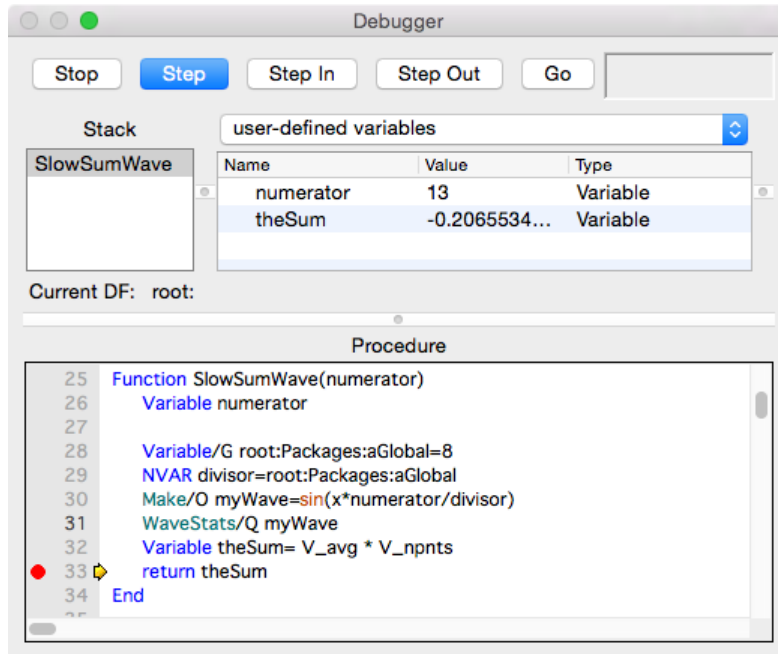 Debugger
Stop Step Step In Step Out Go
Stack user-defined variables
SlowSumWave Name Value Type
numerator 13 Variable
theSum -0.2065534... Variable
Current DF: root:
Procedure
25 Function SlowSumWave(numerator)
26 Variable numerator
27
28 Variable/G root:Packages:aGlobal=8
29 NVAR divisor=root:Packages:aGlobal
30 Make/O myWave=sin(x*numerator/divisor)
31 WaveStats/Q myWave
32 Variable theSum= V_avg * V_npnts
33 return theSum
34 End